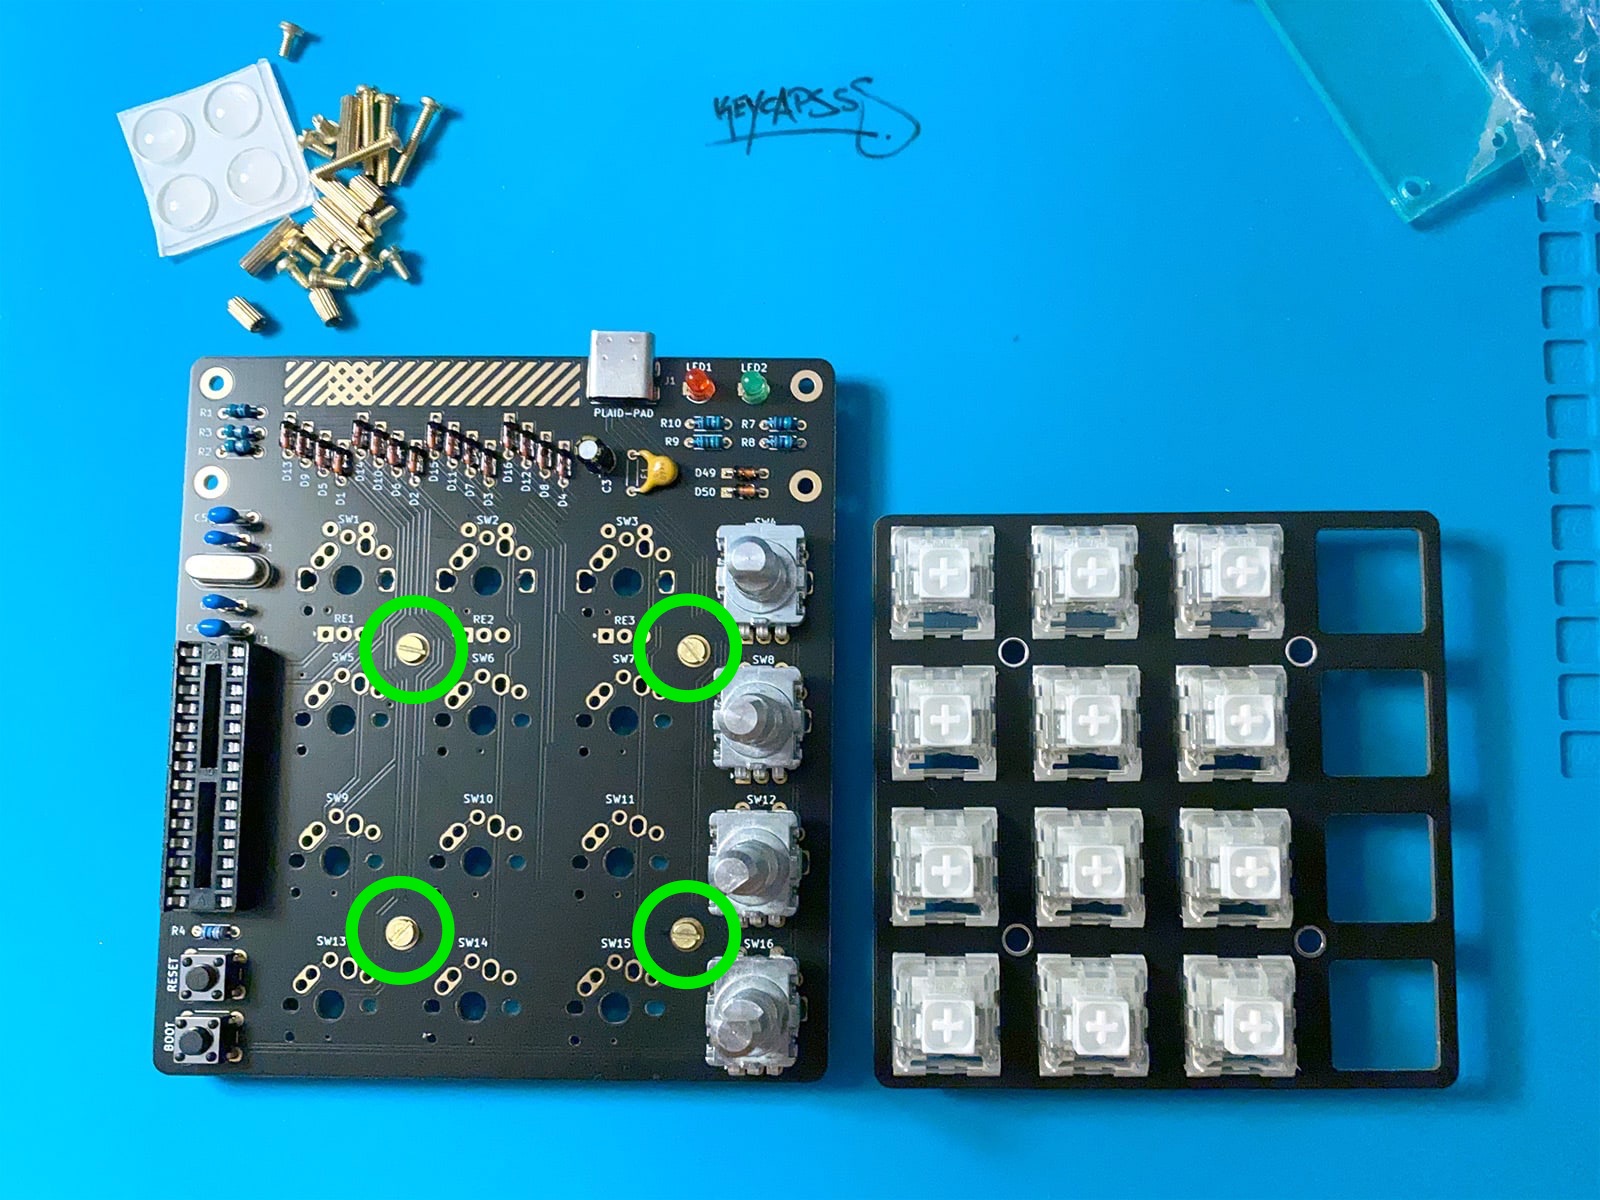 KEYCAPSSS
LED1 LED2
J1
PLAID-PAD
R1
R3
R2
R10 R7
R9 R8
D13 D9 D5 D1 D14 D10 D6 D2 D15 D11 D7 D3 D16 D12 D8 D4
C3
D49
D50
C5
SW1 SW2 SW3 SW4
RE1 RE2 RE3
SW5 SW6 SW7 SW8
SW9 SW10 SW11 SW12
R4
SW13 SW14 SW15 SW16
RESET
BOOT